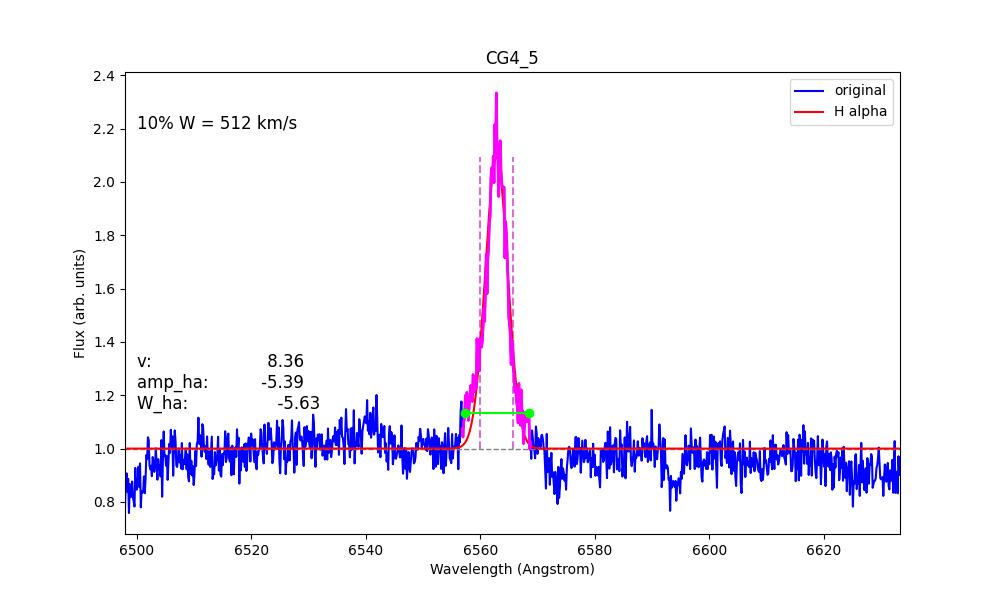 CG4_5
2.4
2.2
2.0
1.8
1.6
1.4
1.2
1.0
0.8
Flux (arb. units)
10% W = 512 km/s
original
H alpha
v: 8.36
amp_ha: -5.39
W_ha: -5.63
6500 6520 6540 6560 6580 6600 6620
Wavelength (Angstrom)